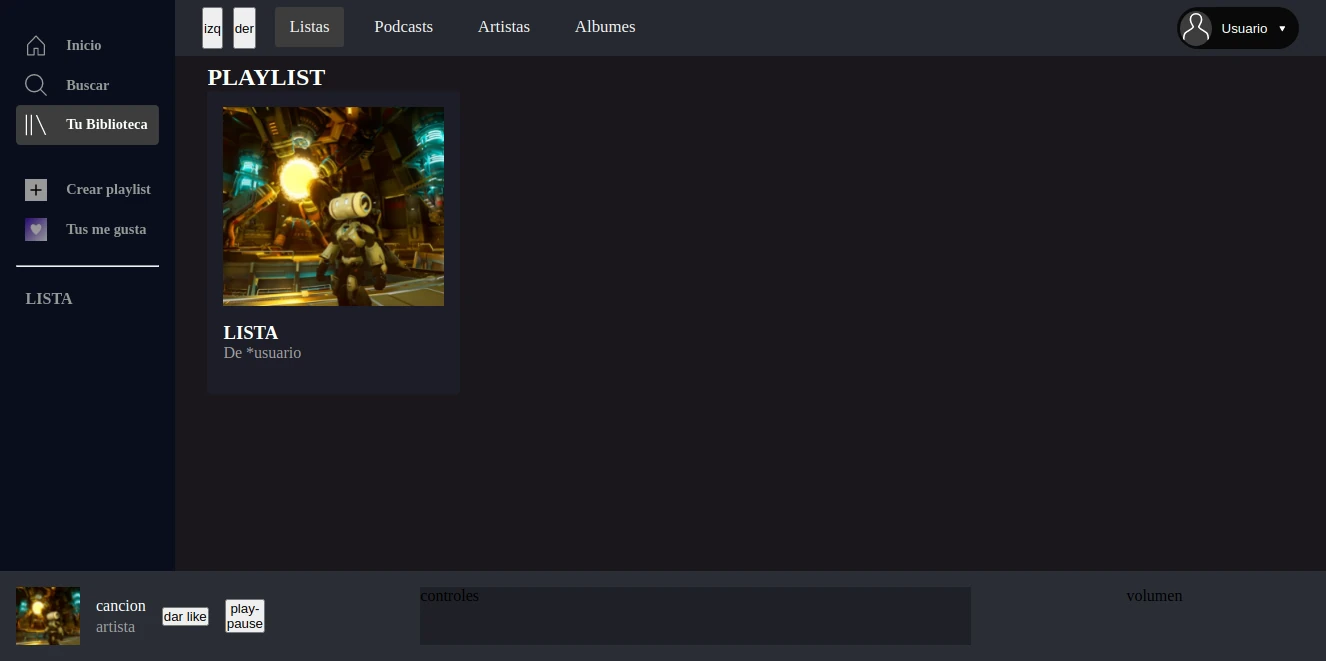 Inicio
Buscar
Tu Biblioteca
Crear playlist
Tus me gusta
LISTA
izq der Listas Podcasts Artistas Albumes Usuario ▼
PLAYLIST
LISTA
De *usuario
cancion
artista
dar like
play-
pause
controles
volumen